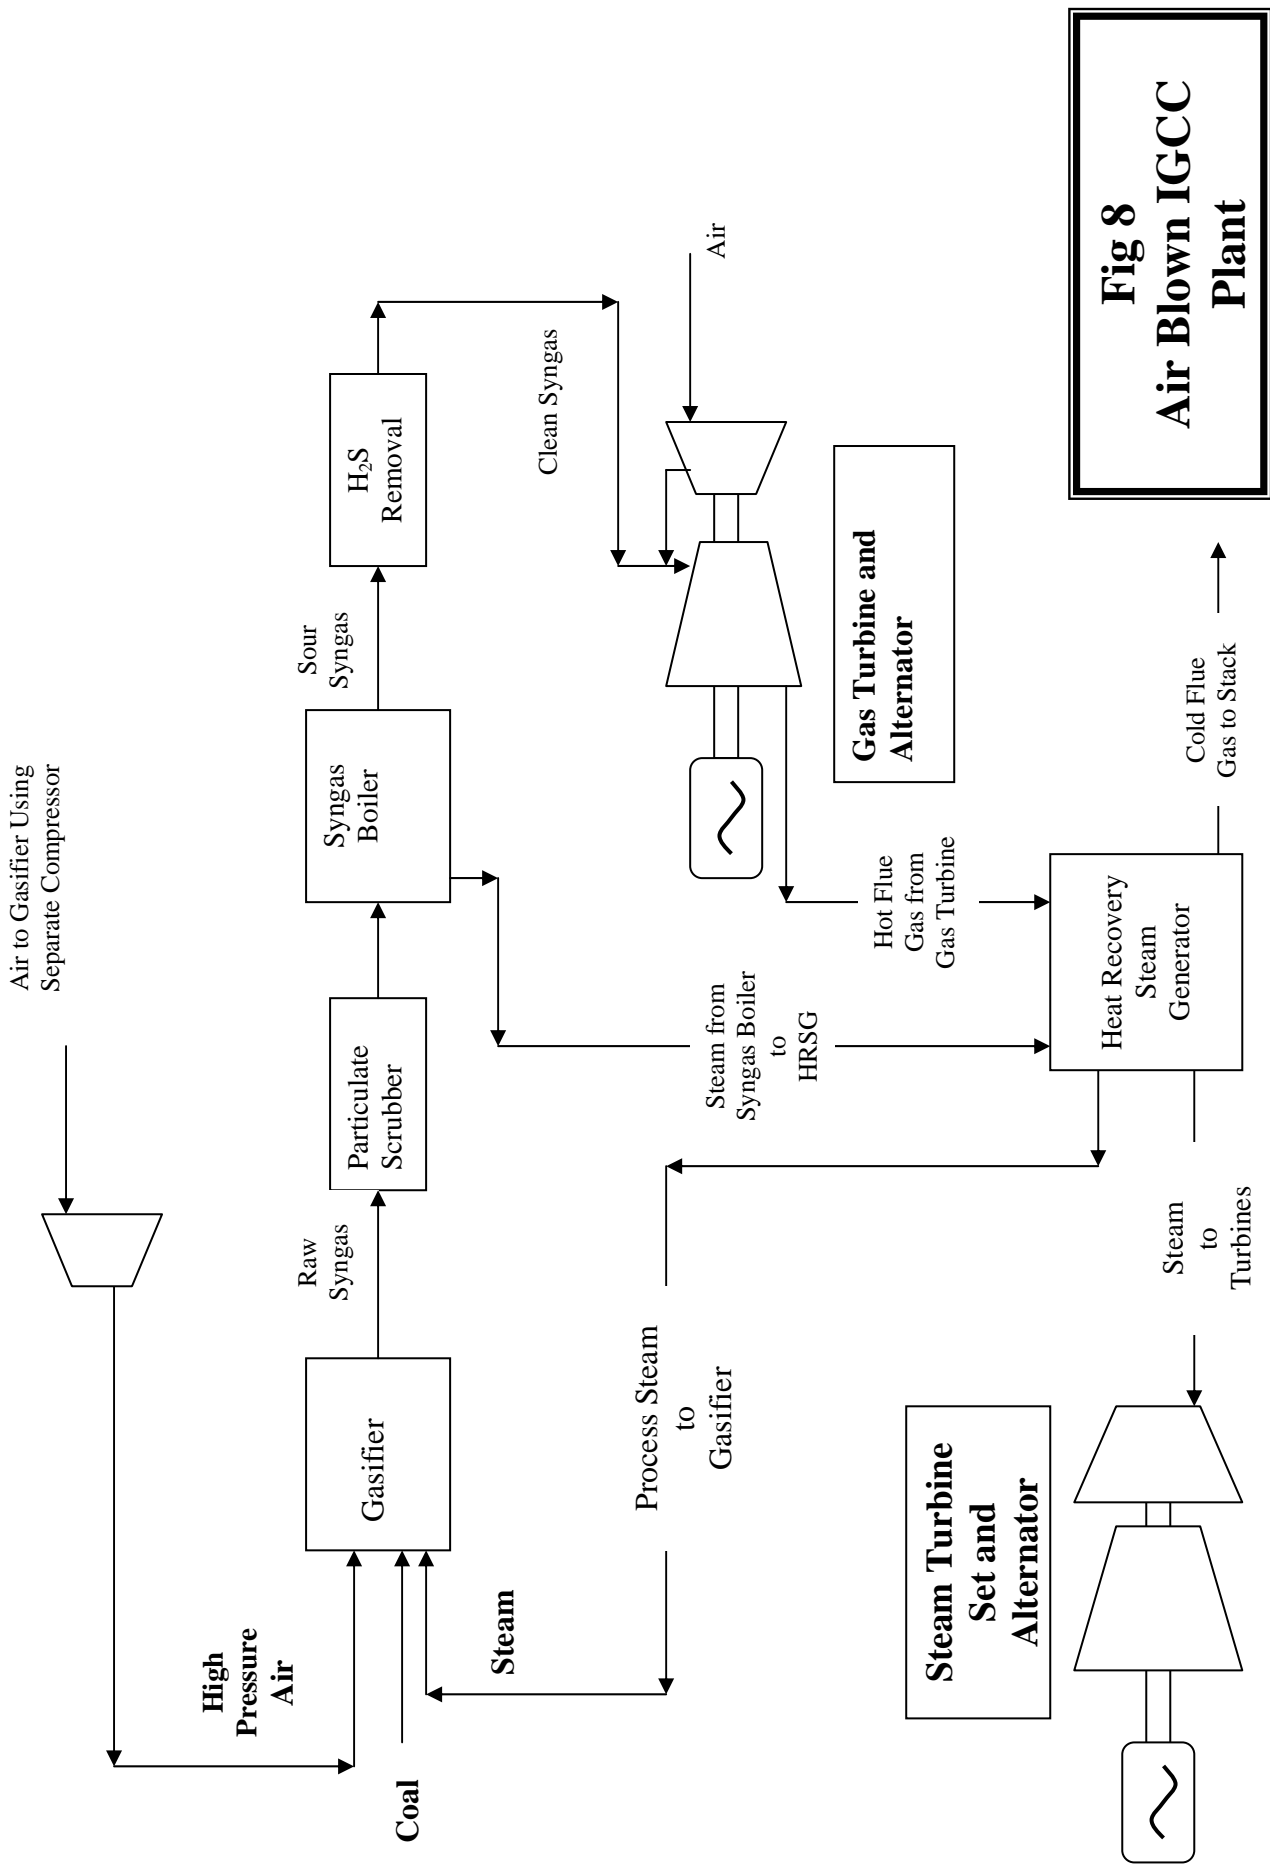 Air to Gasifier Using
Separate Compressor
High
Pressure
Air
Coal
Steam
Gasifier
Raw
Syngas
Particulate
Scrubber
Syngas
Boiler
Sour
Syngas
H₂S
Removal
Clean Syngas
Air
Process Steam
to
Gasifier
Steam from
Syngas Boiler
to
HRSG
Hot Flue
Gas from
Gas Turbine
Gas Turbine and
Alternator
Steam Turbine
Set and
Alternator
Steam
to
Turbines
Heat Recovery
Steam
Generator
Cold Flue
Gas to Stack
Fig 8
Air Blown IGCC
Plant